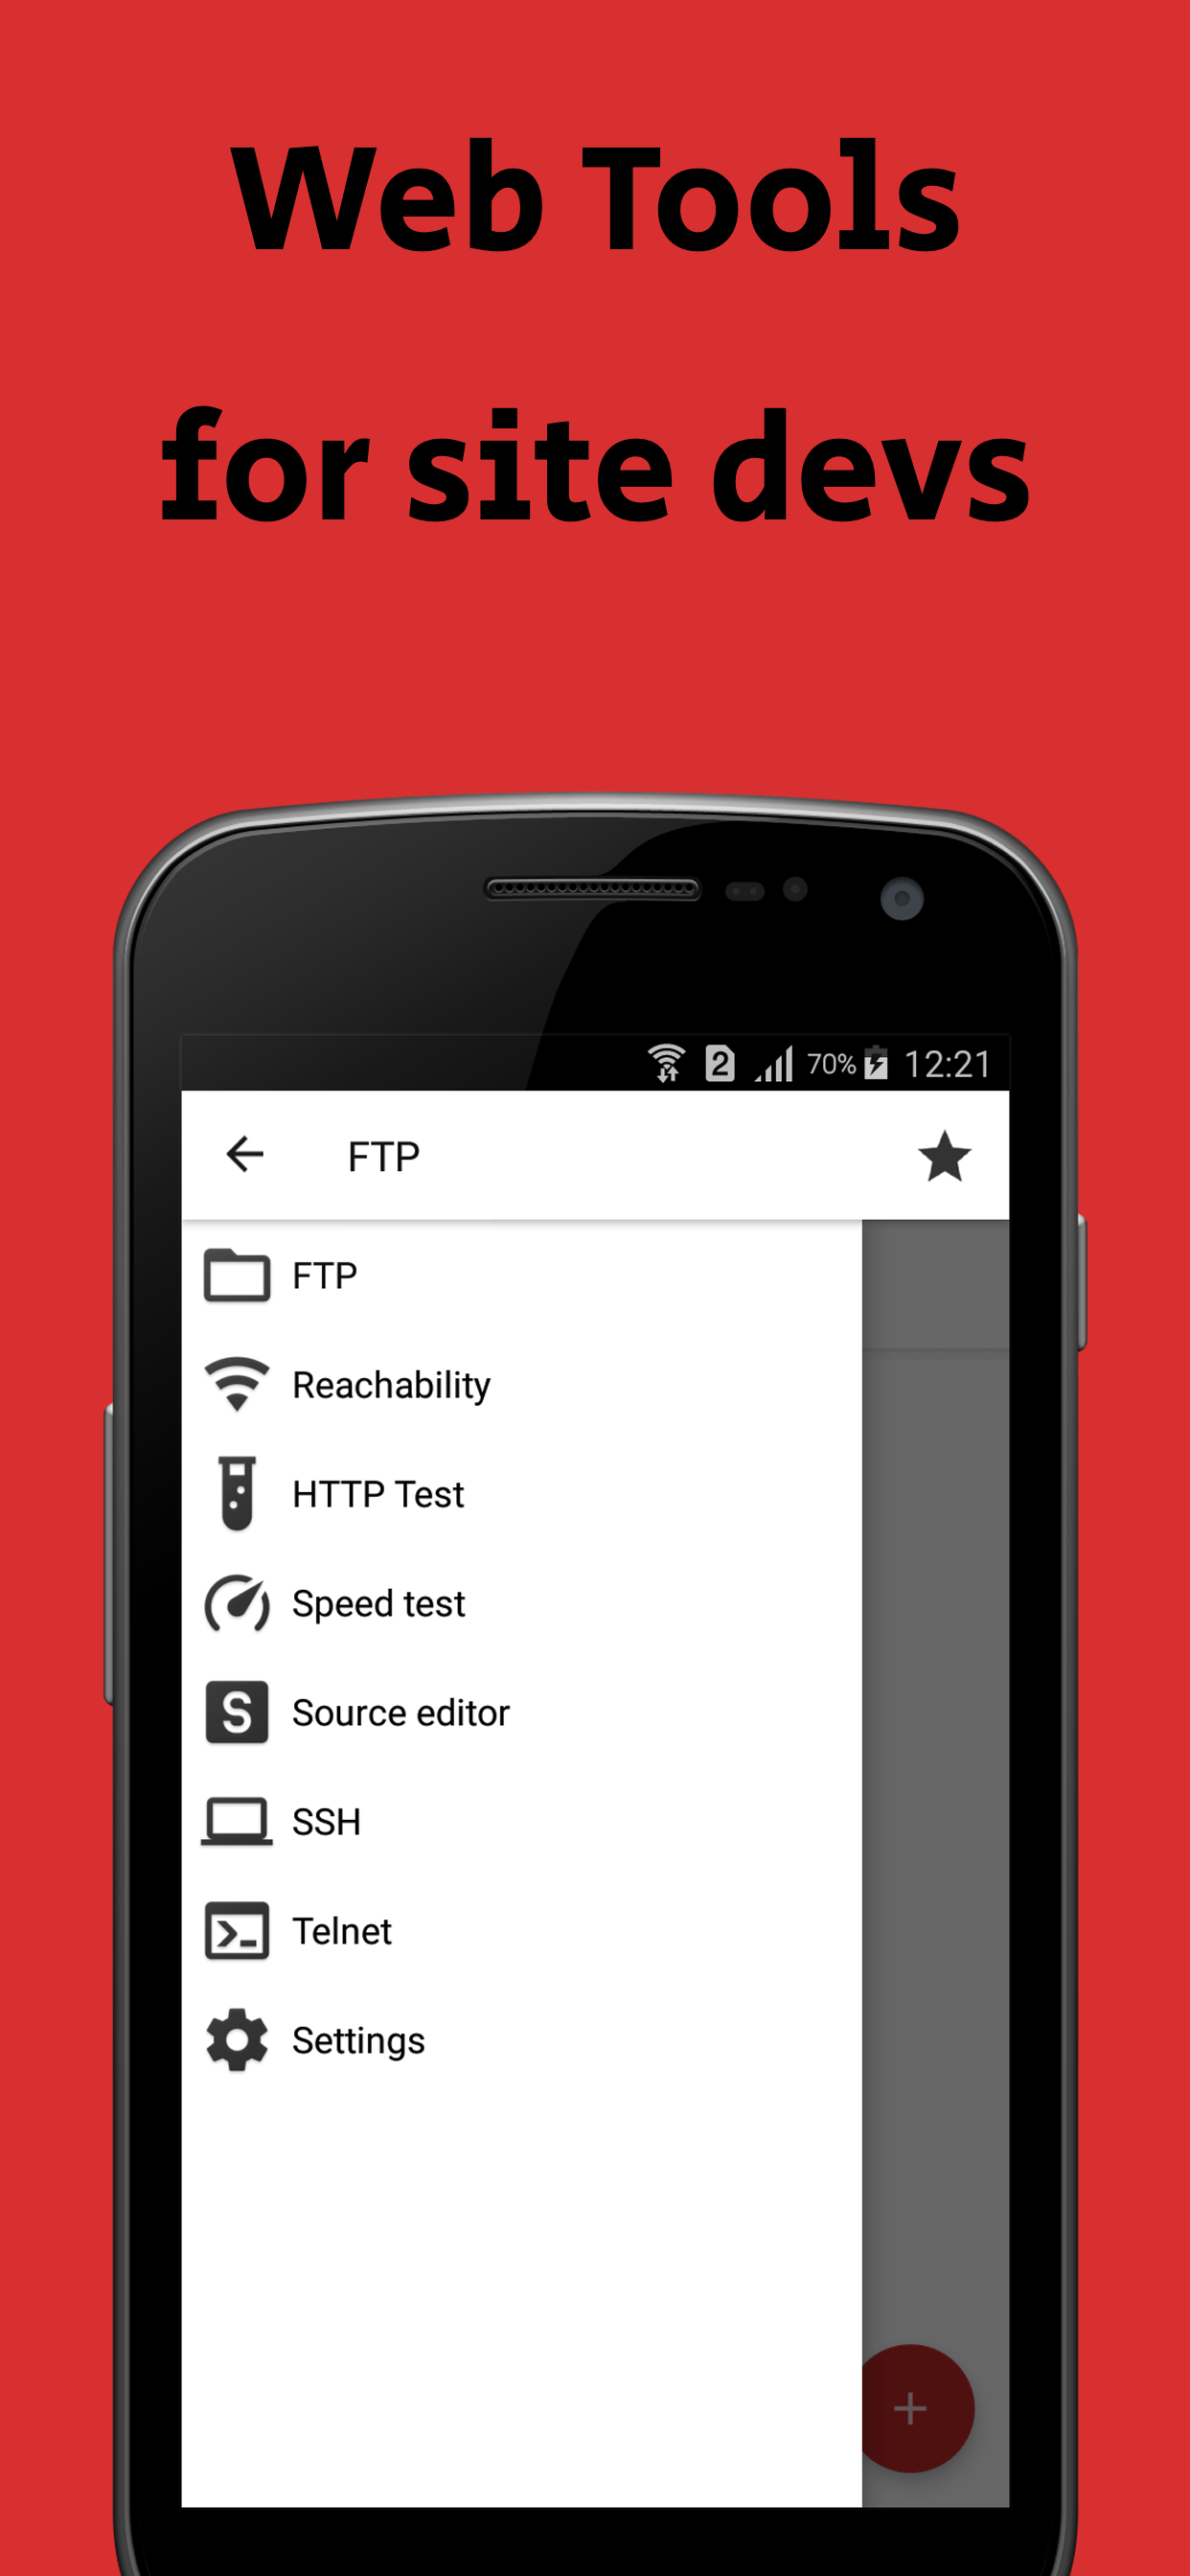 Web Tools
for site devs
2 70% 12:21
FTP
FTP
Reachability
HTTP Test
Speed test
S Source editor
SSH
Telnet
Settings